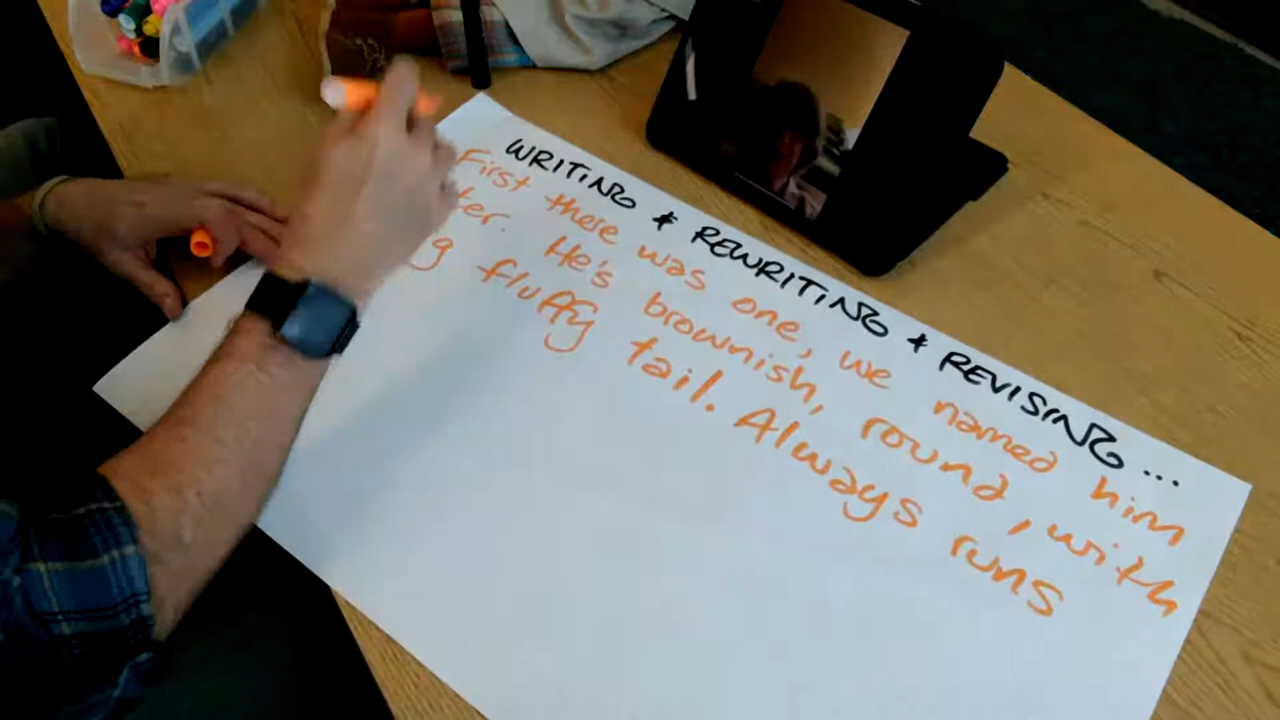 WRITING & REWRITING & REVISING...
First there was one, we named him
ter. He's brownish, round, with
g fluffy tail. Always runs